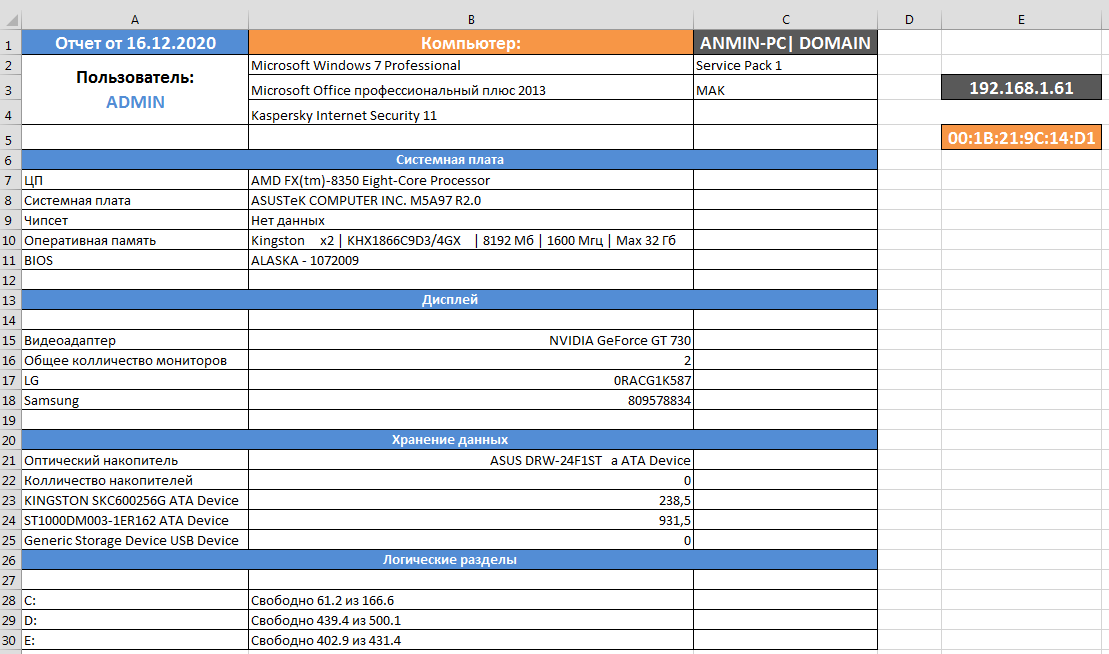 A B C D E
1 Отчет от 16.12.2020 Компьютер: ANMIN-PC| DOMAIN
2 Пользователь: ADMIN Microsoft Windows 7 Professional Service Pack 1
3 Microsoft Office профессиональный плюс 2013 MAK 192.168.1.61
4 Kaspersky Internet Security 11
5 00:1B:21:9C:14:D1
6 Системная плата
7 ЦП AMD FX(tm)-8350 Eight-Core Processor
8 Системная плата ASUSTeK COMPUTER INC. M5A97 R2.0
9 Чипсет Нет данных
10 Оперативная память Kingston x2 | KHX1866C9D3/4GX | 8192 Мб | 1600 Мгц | Max 32 Гб
11 BIOS ALASKA - 1072009
12
13 Дисплей
14
15 Видеоадаптер NVIDIA GeForce GT 730
16 Общее колличество мониторов 2
17 LG 0RACG1K587
18 Samsung 809578834
19
20 Хранение данных
21 Оптический накопитель ASUS DRW-24F1ST a ATA Device
22 Колличество накопителей 0
23 KINGSTON SKC600256G ATA Device 238,5
24 ST1000DM003-1ER162 ATA Device 931,5
25 Generic Storage Device USB Device 0
26 Логические разделы
27
28 C: Свободно 61.2 из 166.6
29 D: Свободно 439.4 из 500.1
30 E: Свободно 402.9 из 431.4